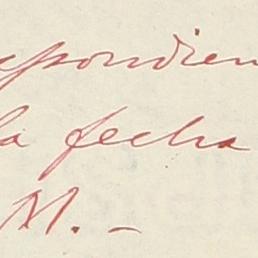 espondien
la fecha
M. -